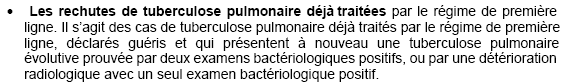 • Les rechutes de tuberculose pulmonaire déjà traitées par le régime de première
ligne. Il s'agit des cas de tuberculose pulmonaire déjà traités par le régime de première
ligne, déclarés guéris et qui présentent à nouveau une tuberculose pulmonaire
évolutive prouvée par deux examens bactériologiques positifs, ou par une détérioration
radiologique avec un seul examen bactériologique positif.